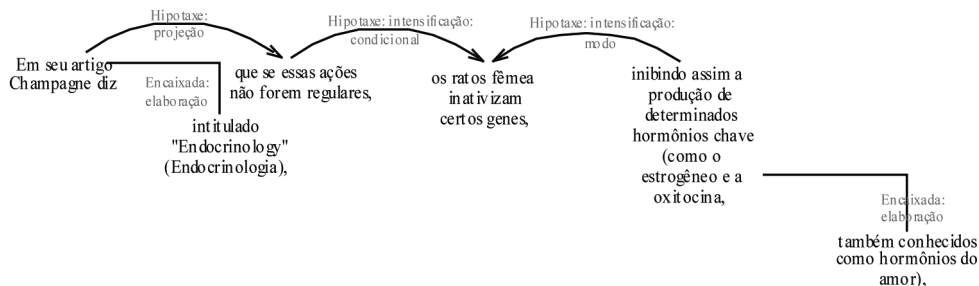 Hipotaxe:
projeção
Hipotaxe: intensificação:
condicional
Hipotaxe: intensificação:
modo
Em seu artigo
Champagne diz
Encaixada:
elaboração
intitulado
"Endocrinology"
(Endocrinologia),
que se essas ações
não forem regulares,
os ratos fêmea
inativizam
certos genes,
inibindo assim a
produção de
determinados
hormônios chave
(como o
estrogêneo e a
oxitocina,
Encaixada:
elaboração
também conhecidos
como hormônios do
amor),